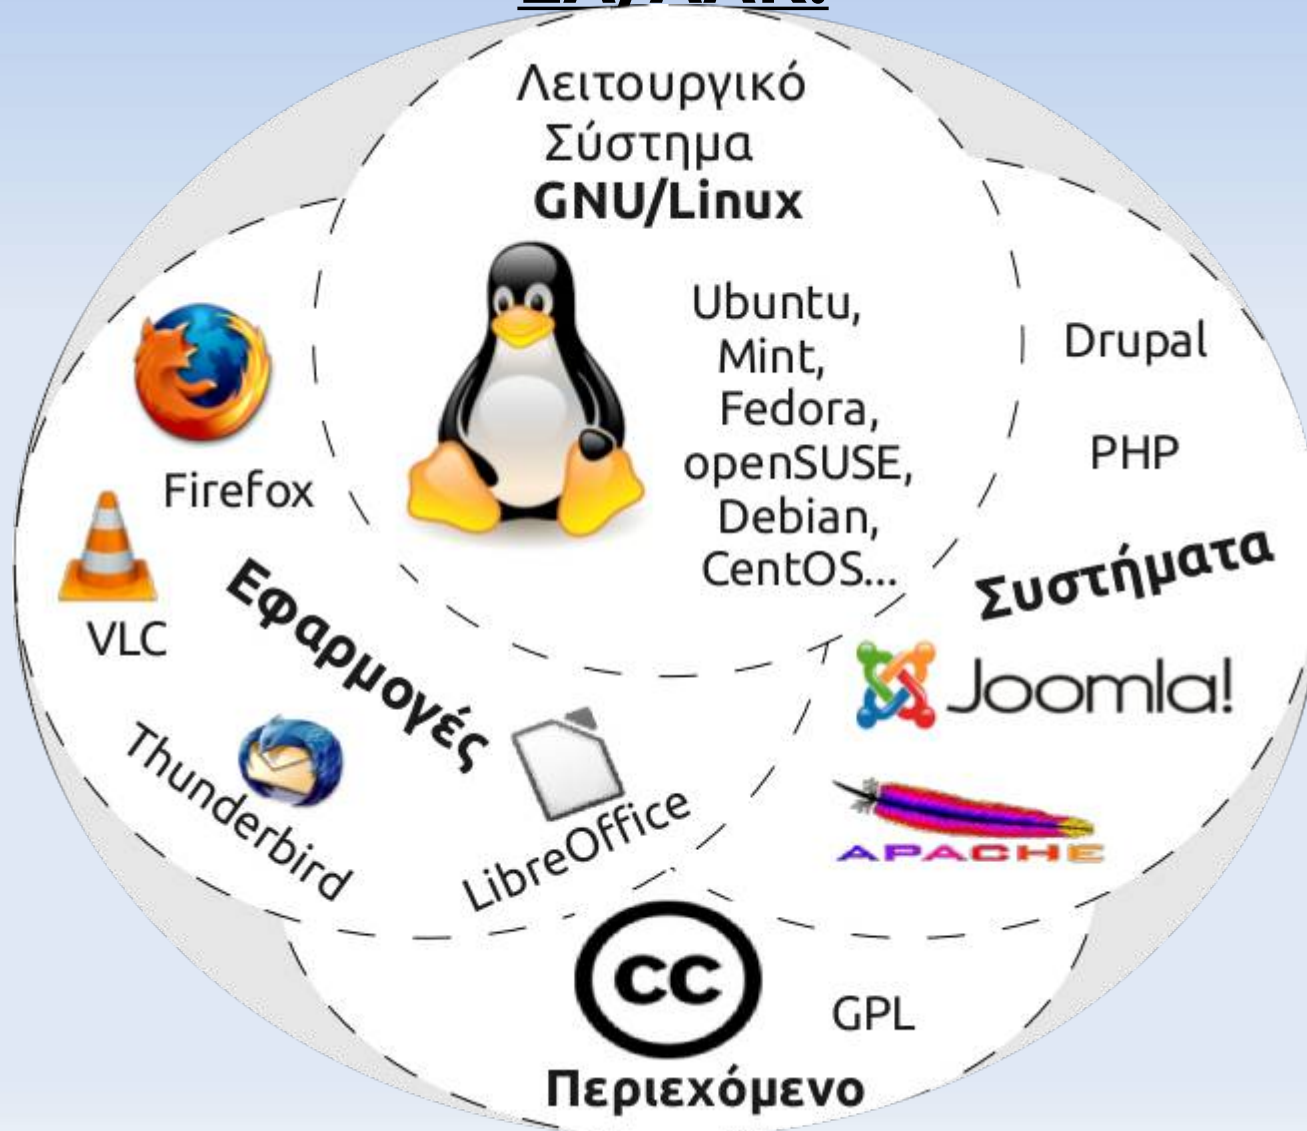 Λειτουργικό
Σύστημα
GNU/Linux
Ubuntu,
Mint,
Fedora,
openSUSE,
Debian,
CentOS...
Firefox
VLC
Εφαρμογές
Thunderbird
LibreOffice
Drupal
PHP
Συστήματα
Joomla!
APACHE
cc
GPL
Περιεχόμενο